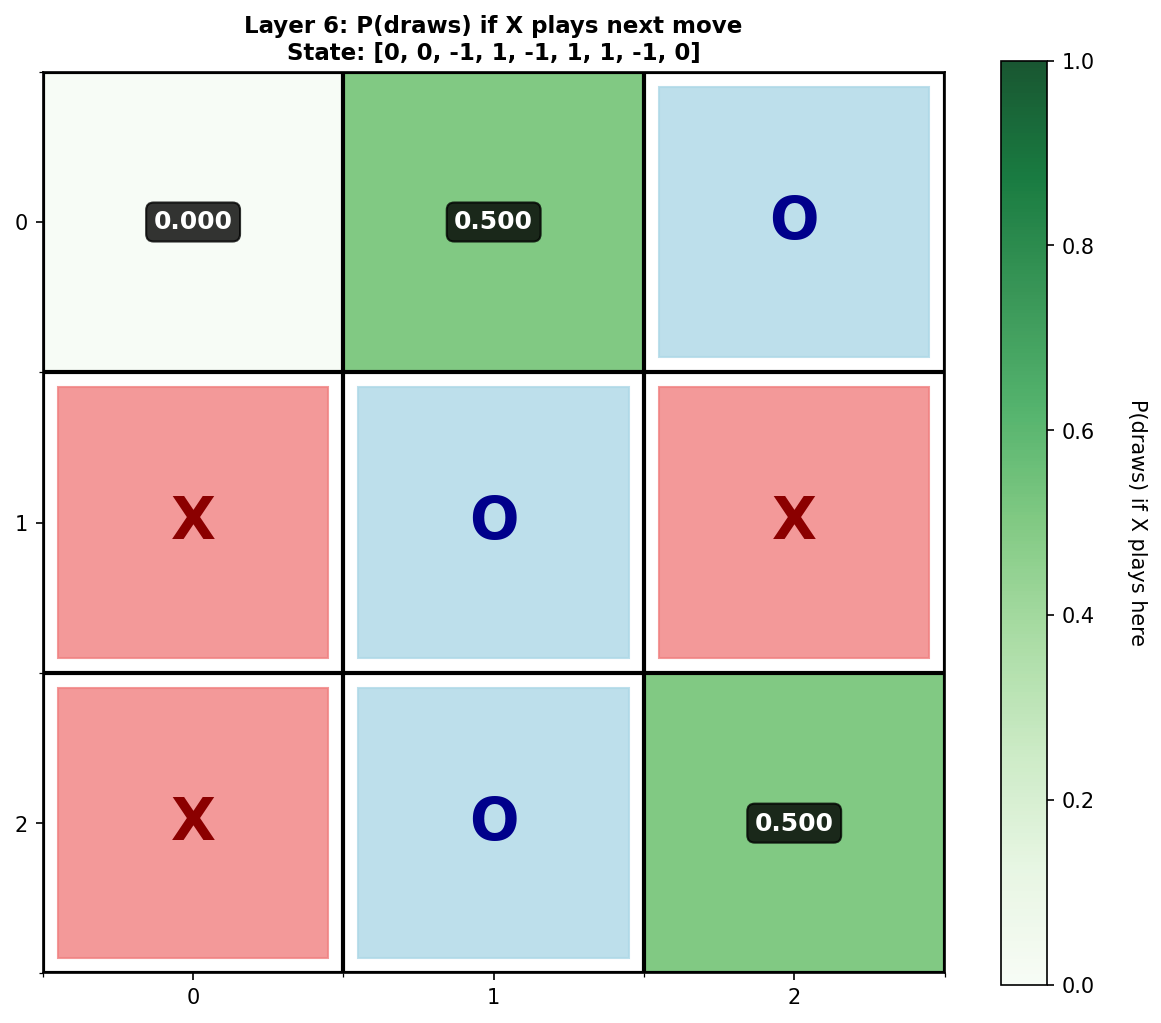 Layer 6: P(draws) if X plays next move
State: [0, 0, -1, 1, -1, 1, 1, -1, 0]
0
0.000
0.500
O
1
X
O
X
2
X
O
0.500
0
1
2
1.0
0.8
0.6
0.4
0.2
0.0
P(draws) if X plays here